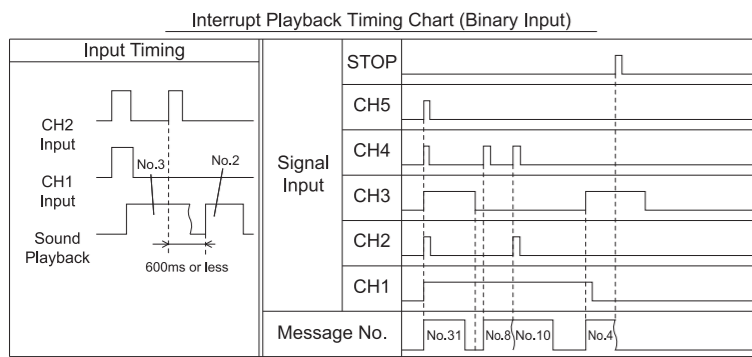 Interrupt Playback Timing Chart (Binary Input)
Input Timing
CH2
Input
CH1
Input
Sound
Playback
No.3
No.2
600ms or less
Signal
Input
STOP
CH5
CH4
CH3
CH2
CH1
Message No.
No.31
No.8
No.10
No.4